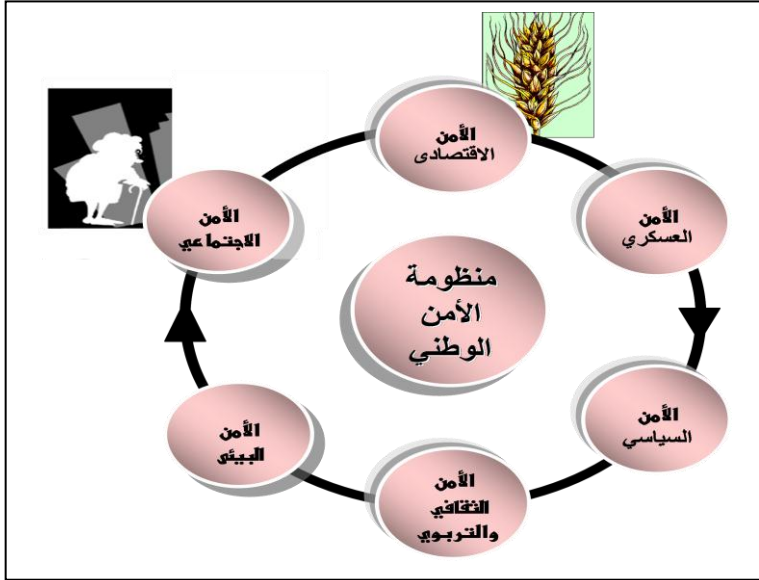 الأمن
الاقتصادى
الأمن
العسكري
الأمن
الاجتماعي
منظومة
الأمن
الوطني
الأمن
السياسي
الأمن
البيئى
الأمن
الثقافي
والتربوي